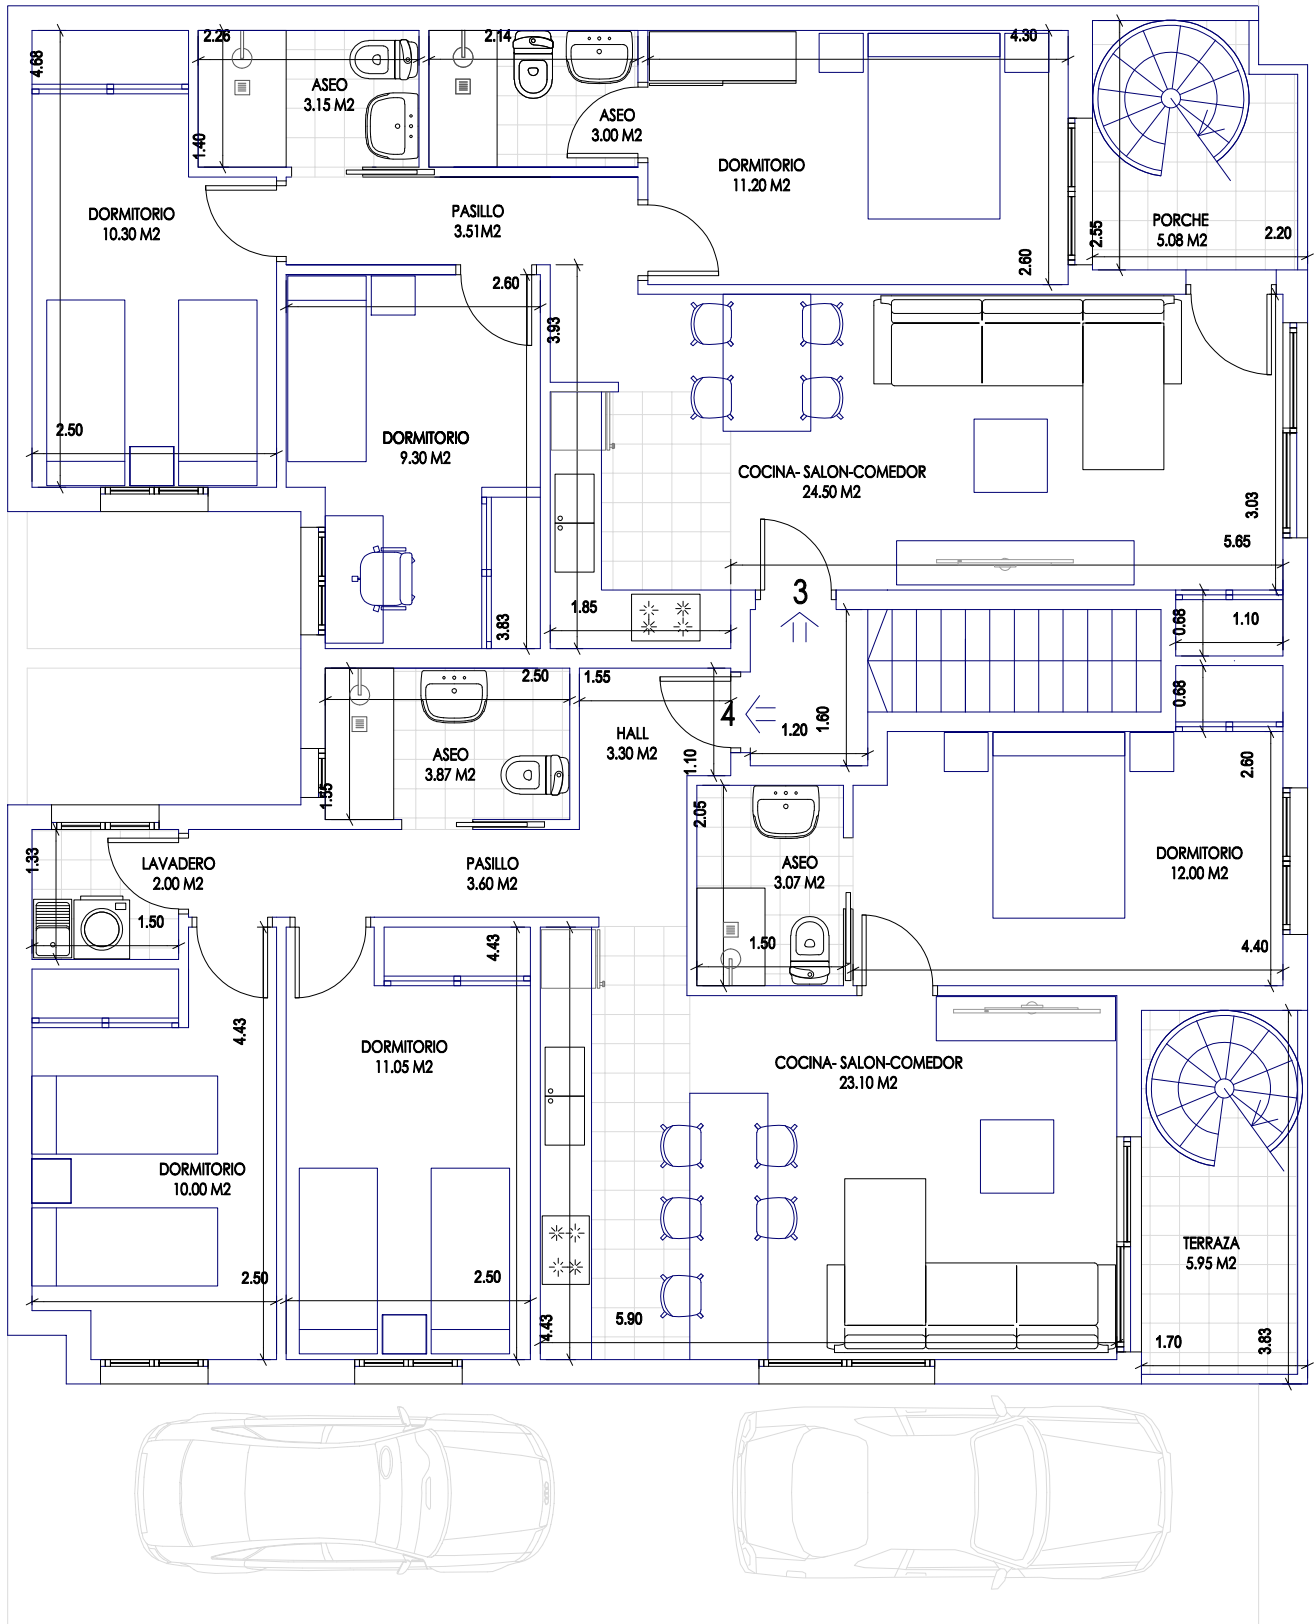 2.26
2.14
4.30
4.68
ASEO
3.15 M2
ASEO
3.00 M2
1.40
DORMITORIO
11.20 M2
DORMITORIO
10.30 M2
PASILLO
3.51M2
PORCHE
5.08 M2
2.55
2.20
2.60
2.60
3.93
2.50
DORMITORIO
9.30 M2
COCINA- SALON-COMEDOR
24.50 M2
3.03
5.65
3
1.85
3.83
0.68
1.10
2.50
1.55
0.68
4
HALL
3.30 M2
1.20
1.60
ASEO
3.87 M2
1.10
2.60
1.55
2.05
1.33
LAVADERO
2.00 M2
PASILLO
3.60 M2
ASEO
3.07 M2
DORMITORIO
12.00 M2
1.50
4.43
1.50
4.40
4.43
DORMITORIO
11.05 M2
COCINA- SALON-COMEDOR
23.10 M2
DORMITORIO
10.00 M2
TERRAZA
5.95 M2
2.50
2.50
4.43
5.90
1.70
3.83